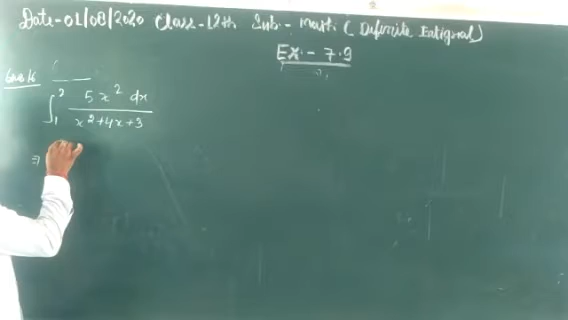 Date-01/08/2020 Class-12th Sub.- Math (Definite Integral)
Ex.- 7.9
∫₁² 5x² dx / x²+4x+3
⇒